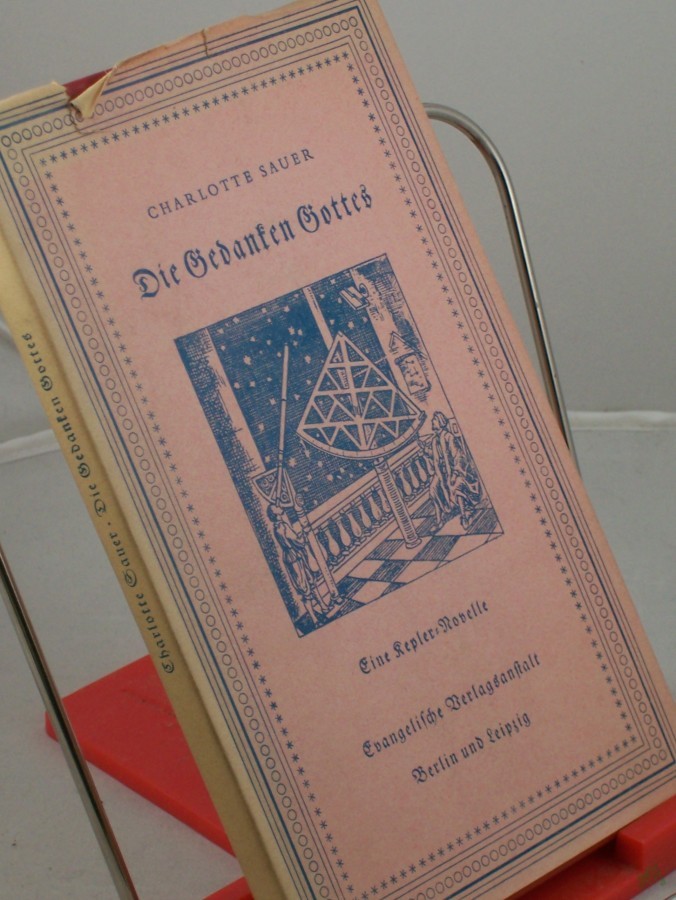 CHARLOTTE SAUER
Die Gedanken Gottes
Eine Kepler-Novelle
Evangelische Verlagsanstalt
Berlin und Leipzig
Charlotte Sauer · Die Gedanken Gottes